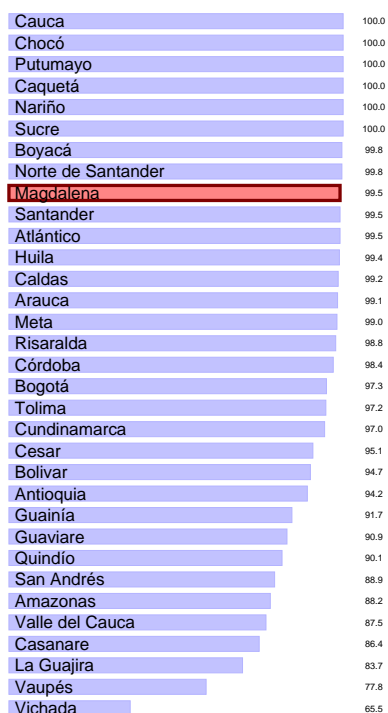 Cauca 100.0
Chocó 100.0
Putumayo 100.0
Caquetá 100.0
Nariño 100.0
Sucre 100.0
Boyacá 99.8
Norte de Santander 99.8
Magdalena 99.5
Santander 99.5
Atlántico 99.5
Huila 99.4
Caldas 99.2
Arauca 99.1
Meta 99.0
Risaralda 98.8
Córdoba 98.4
Bogotá 97.3
Tolima 97.2
Cundinamarca 97.0
Cesar 95.1
Bolivar 94.7
Antioquia 94.2
Guainía 91.7
Guaviare 90.9
Quindío 90.1
San Andrés 88.9
Amazonas 88.2
Valle del Cauca 87.5
Casanare 86.4
La Guajira 83.7
Vaupés 77.8
Vichada 65.5